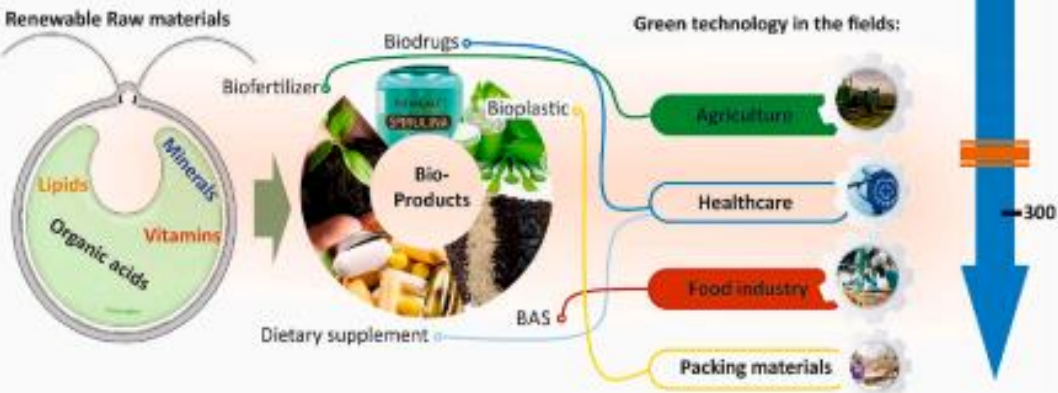 Renewable Raw materials
Green technology in the fields:
Biodrugs
Biofertilizer
Bioplastic
SPIRULINA
Agriculture
Minerals
Lipids
Bio-
Products
Healthcare
Vitamins
Organic acids
300
Food industry
BAS
Dietary supplement
Packing materials